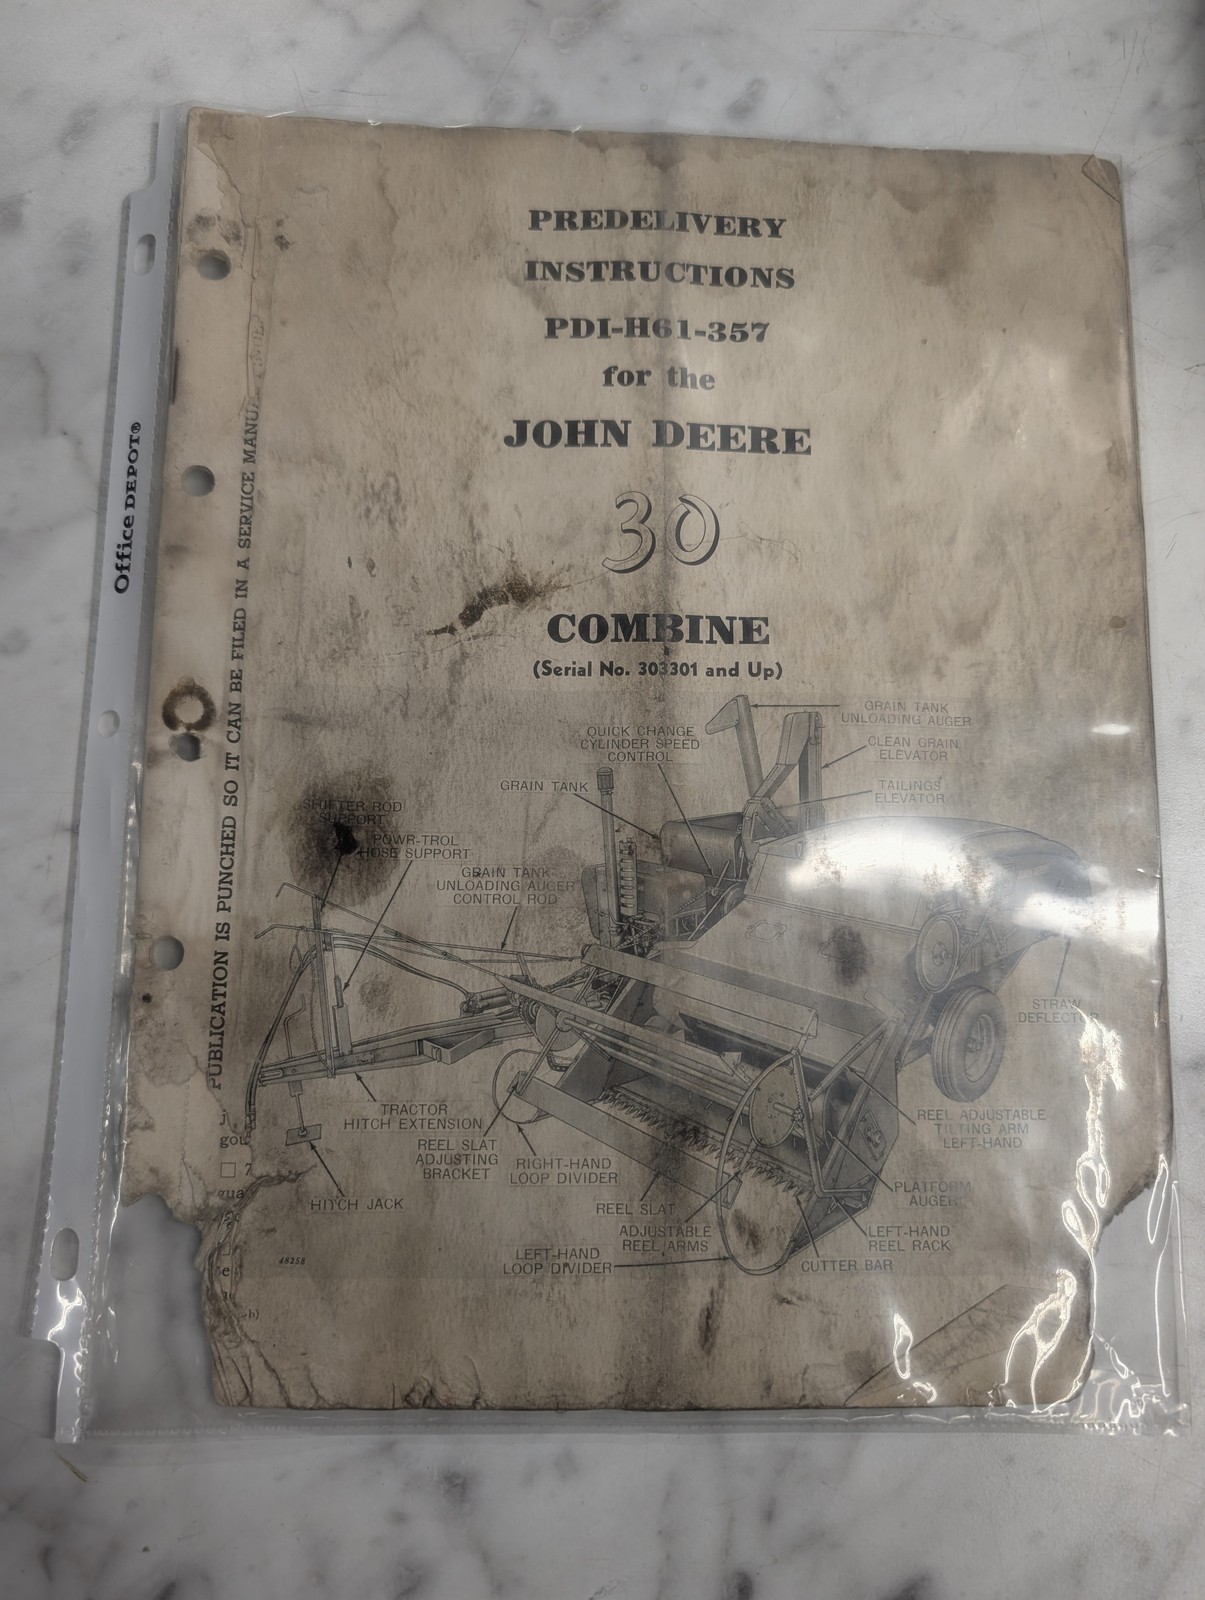 PREDELIVERY
INSTRUCTIONS
PDI-H61-357
for the
JOHN DEERE
30
COMBINE
(Serial No. 303301 and Up)
GRAIN TANK
UNLOADING AUGER
QUICK CHANGE
CYLINDER SPEED
CONTROL
CLEAN GRAIN
ELEVATOR
GRAIN TANK
TAILINGS
ELEVATOR
SHIFTER ROD
SUPPORT
POWR-TROL
HOSE SUPPORT
GRAIN TANK
UNLOADING AUGER
CONTROL ROD
STRAW
DEFLECTOR
TRACTOR
HITCH EXTENSION
REEL SLAT
ADJUSTING
BRACKET
RIGHT-HAND
LOOP DIVIDER
REEL ADJUSTABLE
TILTING ARM
LEFT-HAND
HITCH JACK
REEL SLAT
PLATFORM
AUGER
ADJUSTABLE
REEL ARMS
LEFT-HAND
REEL RACK
LEFT-HAND
LOOP DIVIDER
CUTTER BAR
48258
PUBLICATION IS PUNCHED SO IT CAN BE FILED IN A SERVICE MANUAL
Office DEPOT®